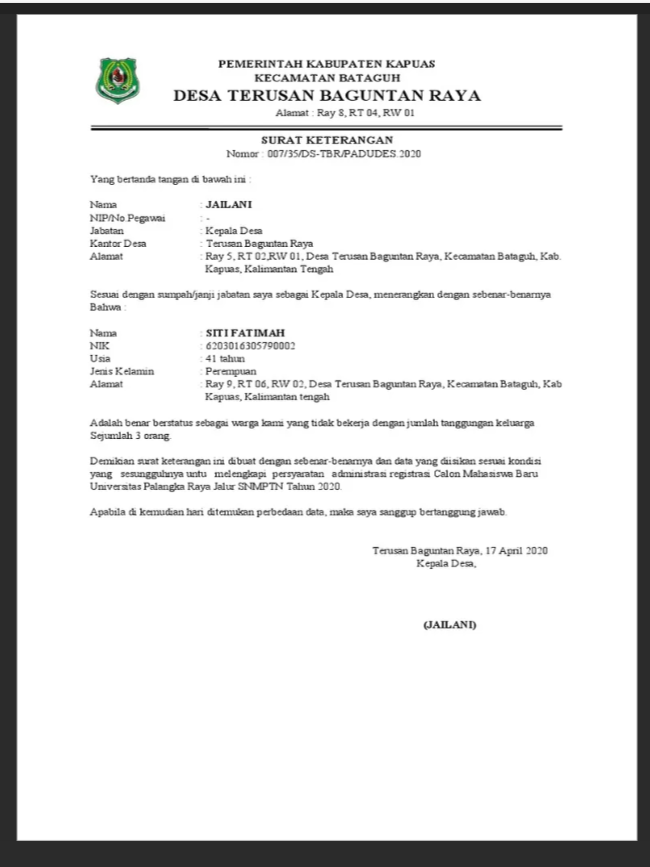 PEMERINTAH KABUPATEN KAPUAS
KECAMATAN BATAGUH
DESA TERUSAN BAGUNTAN RAYA
Alamat : Ray 8, RT 04, RW 01
SURAT KETERANGAN
Nomor : 007/35/DS-TBR/PADUDES.2020
Yang bertanda tangan di bawah ini :
Nama : JAILANI
NIP/No.Pegawai : -
Jabatan : Kepala Desa
Kantor Desa : Terusan Baguntan Raya
Alamat : Ray 5, RT 02,RW 01, Desa Terusan Baguntan Raya, Kecamatan Bataguh, Kab.
Kapuas, Kalimantan Tengah
Sesuai dengan sumpah/janji jabatan saya sebagai Kepala Desa, menerangkan dengan sebenar-benarnya
Bahwa :
Nama : SITI FATIMAH
NIK : 6203016305790002
Usia : 41 tahun
Jenis Kelamin : Perempuan
Alamat : Ray 9, RT 06, RW 02, Desa Terusan Baguntan Raya, Kecamatan Bataguh, Kab
Kapuas, Kalimantan tengah
Adalah benar berstatus sebagai warga kami yang tidak bekerja dengan jumlah tanggungan keluarga
Sejumlah 3 orang.
Demikian surat keterangan ini dibuat dengan sebenar-benarnya dan data yang diisikan sesuai kondisi
yang sesungguhnya untu melengkapi persyaratan administrasi registrasi Calon Mahasiswa Baru
Universitas Palangka Raya Jalur SNMPTN Tahun 2020.
Apabila di kemudian hari ditemukan perbedaan data, maka saya sanggup bertanggung jawab.
Terusan Baguntan Raya, 17 April 2020
Kepala Desa,
(JAILANI)